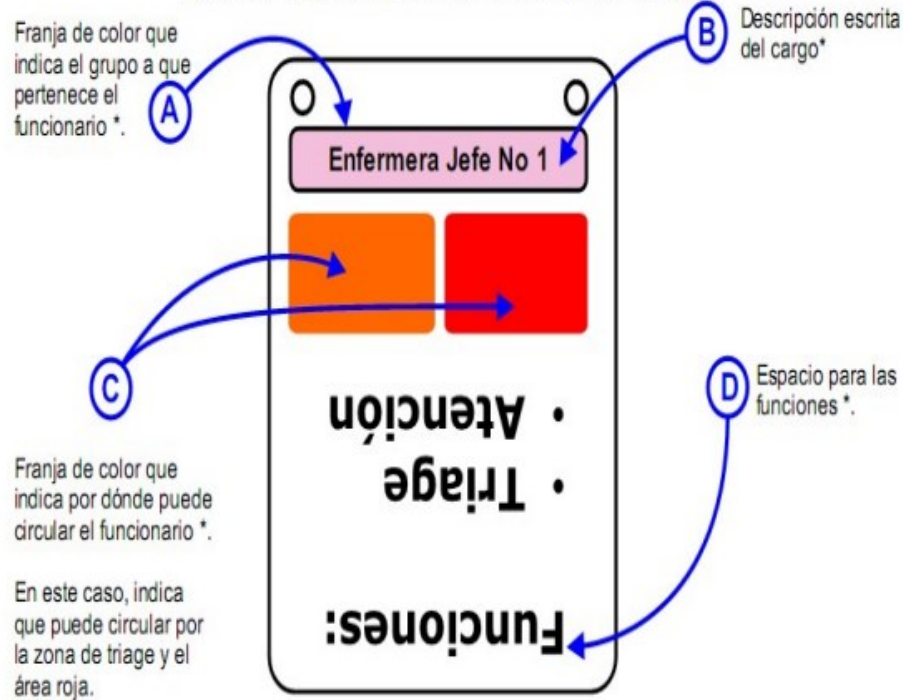 Franja de color que
indica el grupo a que
pertenece el
funcionario *.
A
B
Descripción escrita
del cargo*
Enfermera Jefe No 1
C
Franja de color que
indica por dónde puede
circular el funcionario *.
En este caso, indica
que puede circular por
la zona de triage y el
área roja.
D
Espacio para las
funciones *.
Funciones:
• Triage
• Atención